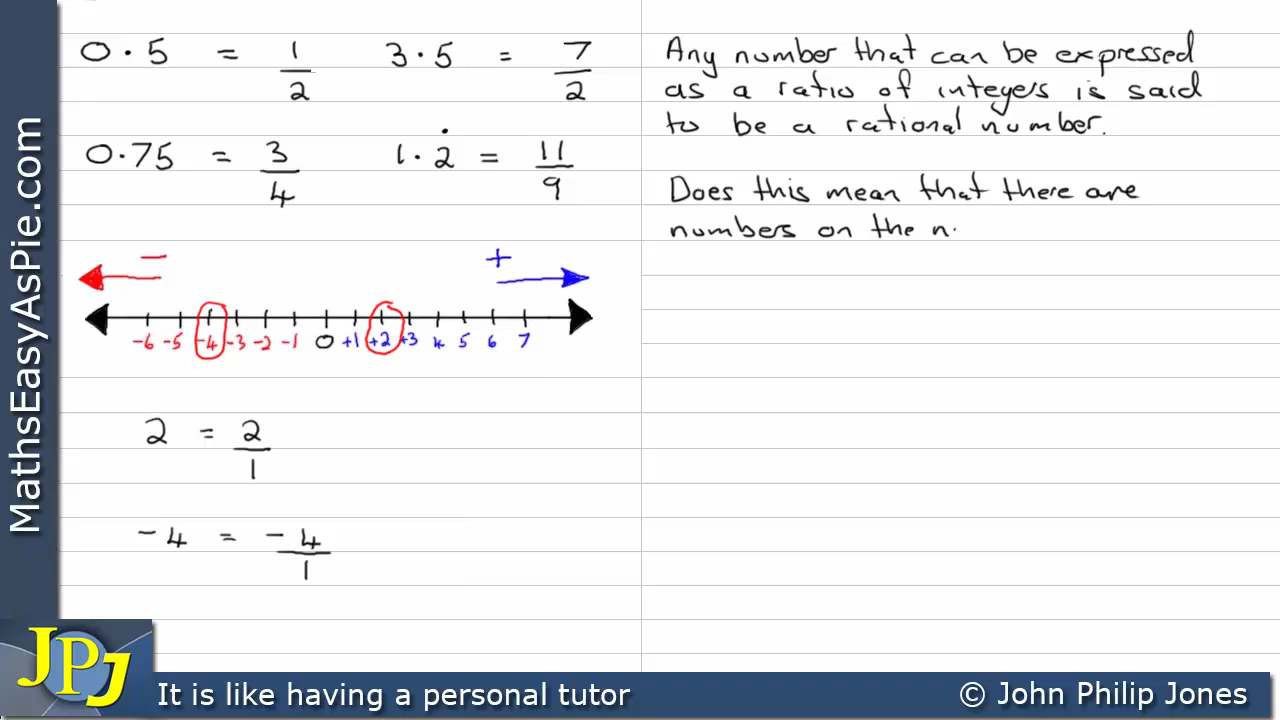 0.5 = 1/2 3.5 = 7/2
0.75 = 3/4 1.2̇ = 11/9
− +
-6 -5 -4 -3 -2 -1 0 +1 +2 +3 4 5 6 7
2 = 2/1
-4 = -4/1
Any number that can be expressed
as a ratio of integers is said
to be a rational number.
Does this mean that there are
numbers on the n
MathsEasyAsPie.com
JPJ
It is like having a personal tutor
© John Philip Jones